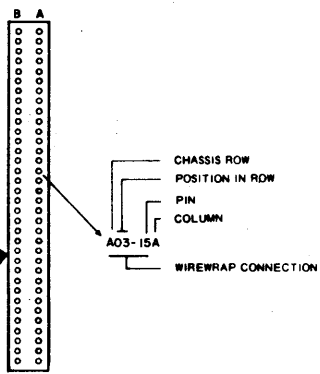 B A
CHASSIS ROW
POSITION IN ROW
PIN
COLUMN
A03-15A
WIREWRAP CONNECTION